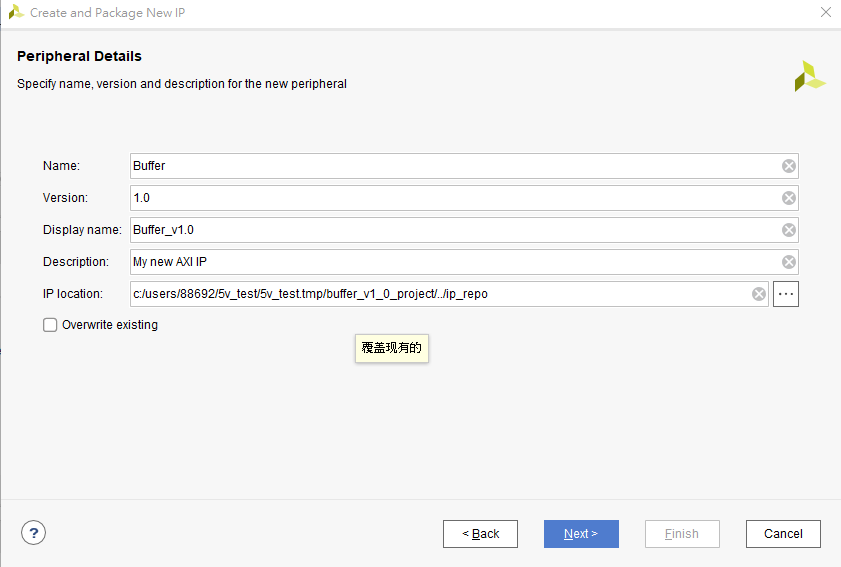 Create and Package New IP
Peripheral Details
Specify name, version and description for the new peripheral
Name: Buffer
Version: 1.0
Display name: Buffer_v1.0
Description: My new AXI IP
IP location: c:/users/88692/5v_test/5v_test.tmp/buffer_v1_0_project/../ip_repo ···
Overwrite existing
覆盖现有的
? < Back Next > Finish Cancel